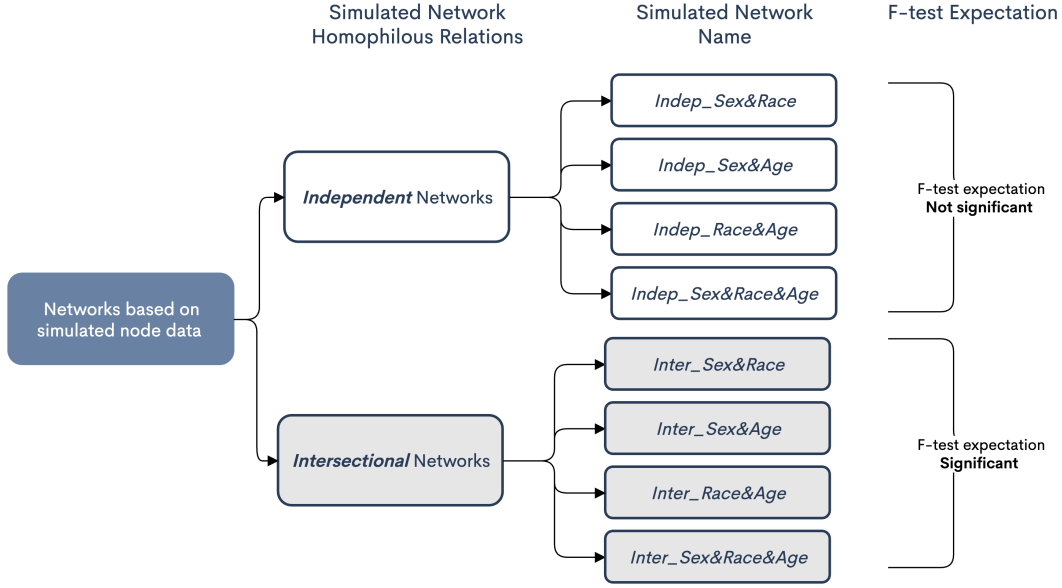 Simulated Network
Homophilous Relations
Simulated Network
Name
F-test Expectation
Networks based on
simulated node data
Independent Networks
Indep_Sex&Race
Indep_Sex&Age
Indep_Race&Age
Indep_Sex&Race&Age
F-test expectation
Not significant
Intersectional Networks
Inter_Sex&Race
Inter_Sex&Age
Inter_Race&Age
Inter_Sex&Race&Age
F-test expectation
Significant